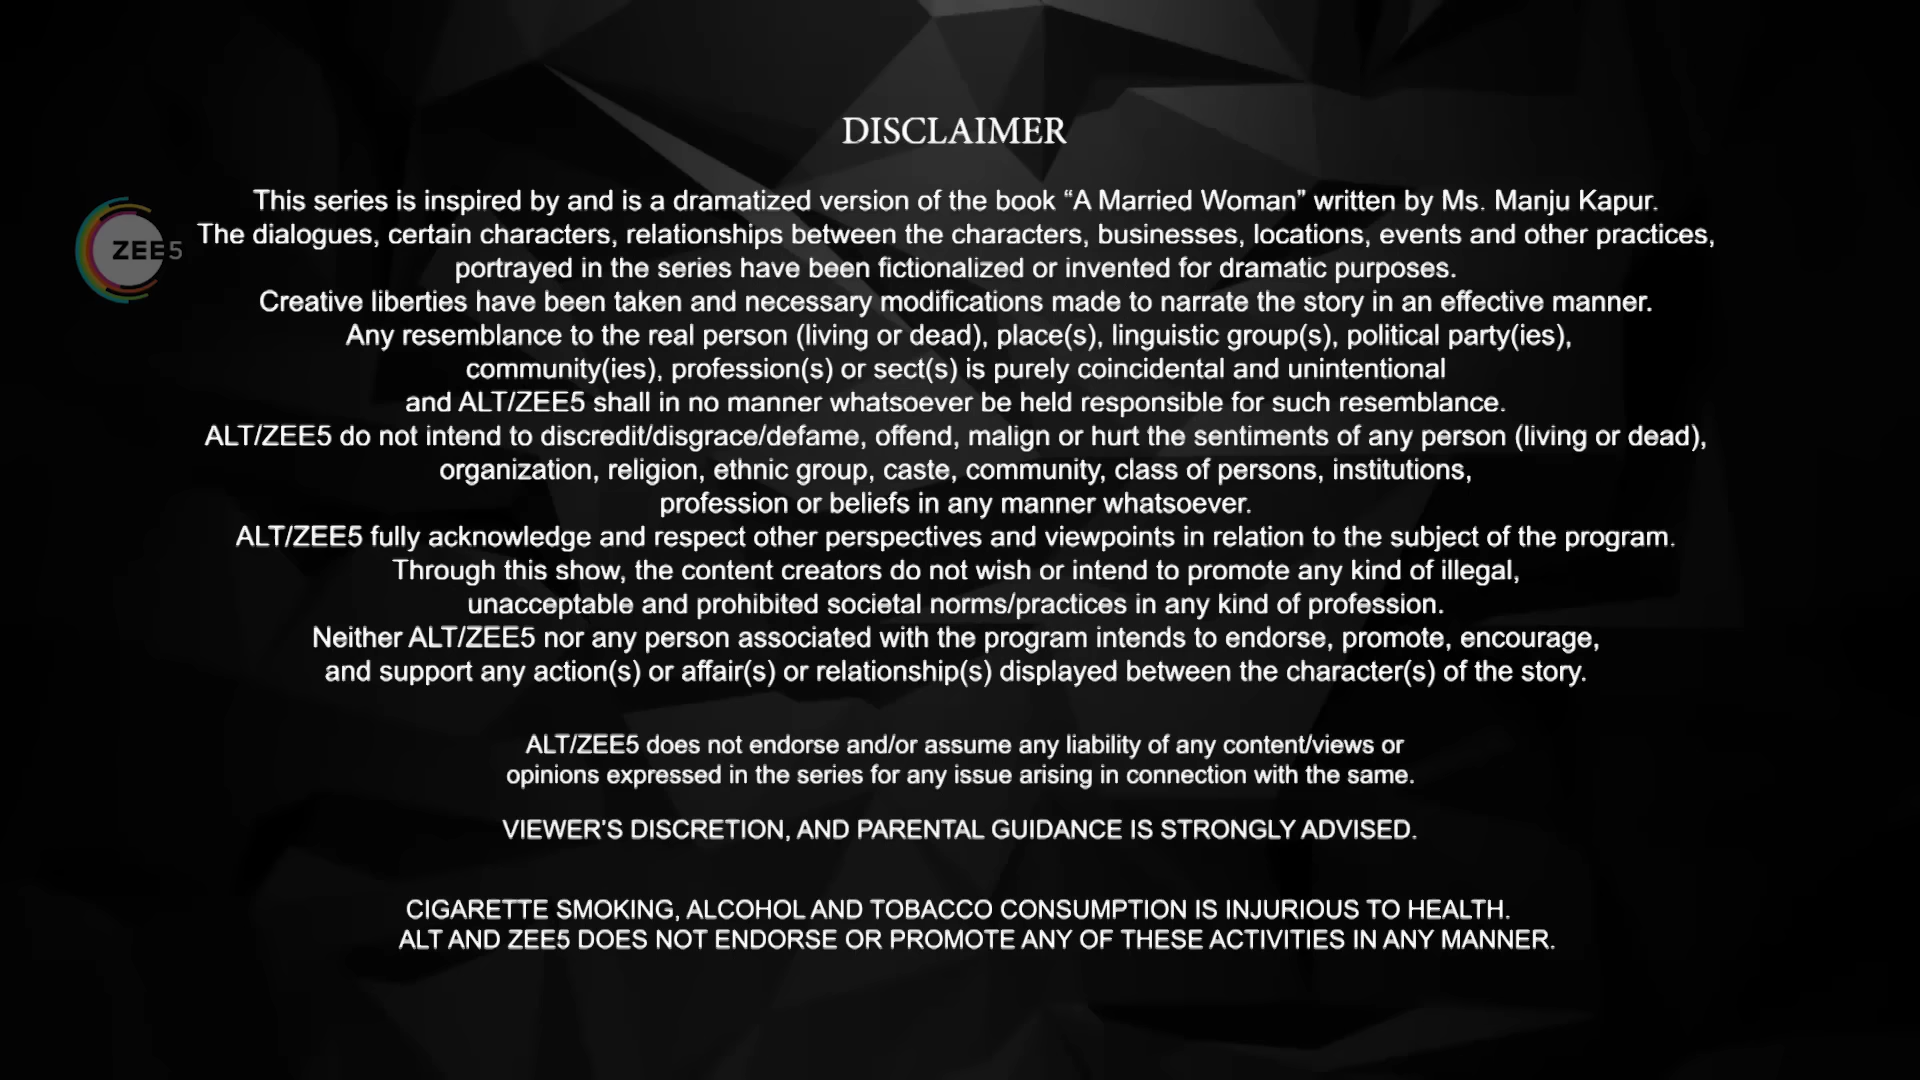 DISCLAIMER
This series is inspired by and is a dramatized version of the book “A Married Woman” written by Ms. Manju Kapur.
ZEE5
The dialogues, certain characters, relationships between the characters, businesses, locations, events and other practices,
portrayed in the series have been fictionalized or invented for dramatic purposes.
Creative liberties have been taken and necessary modifications made to narrate the story in an effective manner.
Any resemblance to the real person (living or dead), place(s), linguistic group(s), political party(ies),
community(ies), profession(s) or sect(s) is purely coincidental and unintentional
and ALT/ZEE5 shall in no manner whatsoever be held responsible for such resemblance.
ALT/ZEE5 do not intend to discredit/disgrace/defame, offend, malign or hurt the sentiments of any person (living or dead),
organization, religion, ethnic group, caste, community, class of persons, institutions,
profession or beliefs in any manner whatsoever.
ALT/ZEE5 fully acknowledge and respect other perspectives and viewpoints in relation to the subject of the program.
Through this show, the content creators do not wish or intend to promote any kind of illegal,
unacceptable and prohibited societal norms/practices in any kind of profession.
Neither ALT/ZEE5 nor any person associated with the program intends to endorse, promote, encourage,
and support any action(s) or affair(s) or relationship(s) displayed between the character(s) of the story.
ALT/ZEE5 does not endorse and/or assume any liability of any content/views or
opinions expressed in the series for any issue arising in connection with the same.
VIEWER’S DISCRETION, AND PARENTAL GUIDANCE IS STRONGLY ADVISED.
CIGARETTE SMOKING, ALCOHOL AND TOBACCO CONSUMPTION IS INJURIOUS TO HEALTH.
ALT AND ZEE5 DOES NOT ENDORSE OR PROMOTE ANY OF THESE ACTIVITIES IN ANY MANNER.